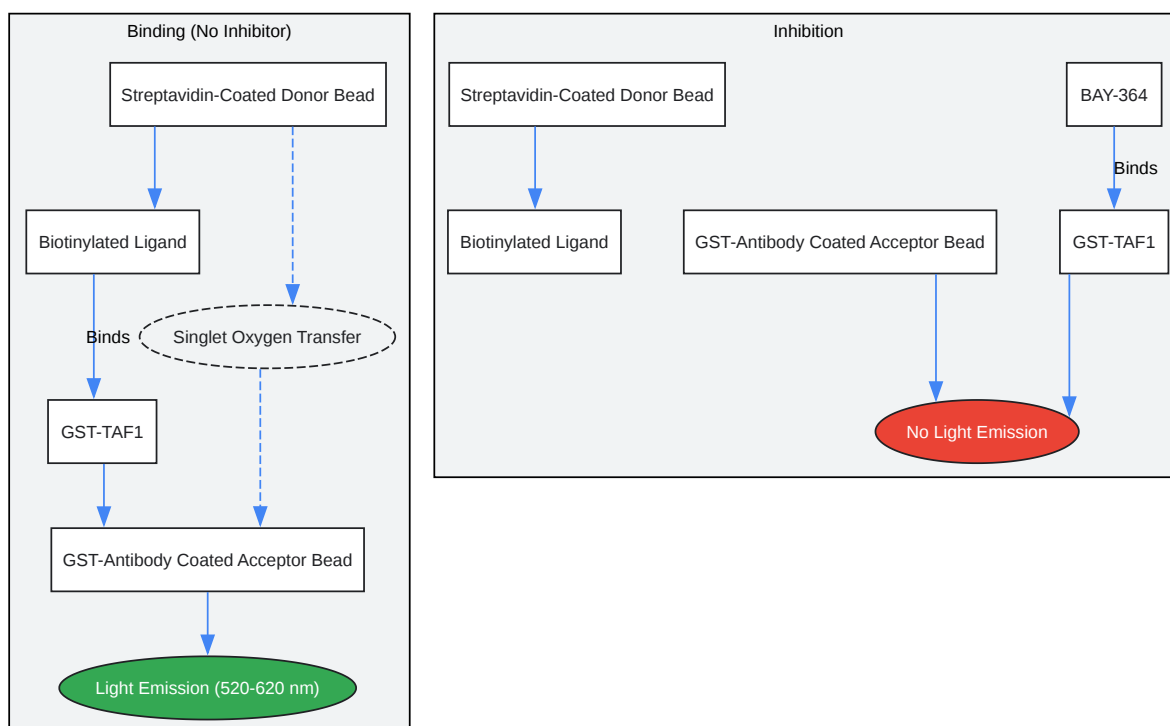 Binding (No Inhibitor)
Streptavidin-Coated Donor Bead
Biotinylated Ligand
Binds
Singlet Oxygen Transfer
GST-TAF1
GST-Antibody Coated Acceptor Bead
Light Emission (520-620 nm)
Inhibition
Streptavidin-Coated Donor Bead
BAY-364
Binds
Biotinylated Ligand
GST-Antibody Coated Acceptor Bead
GST-TAF1
No Light Emission